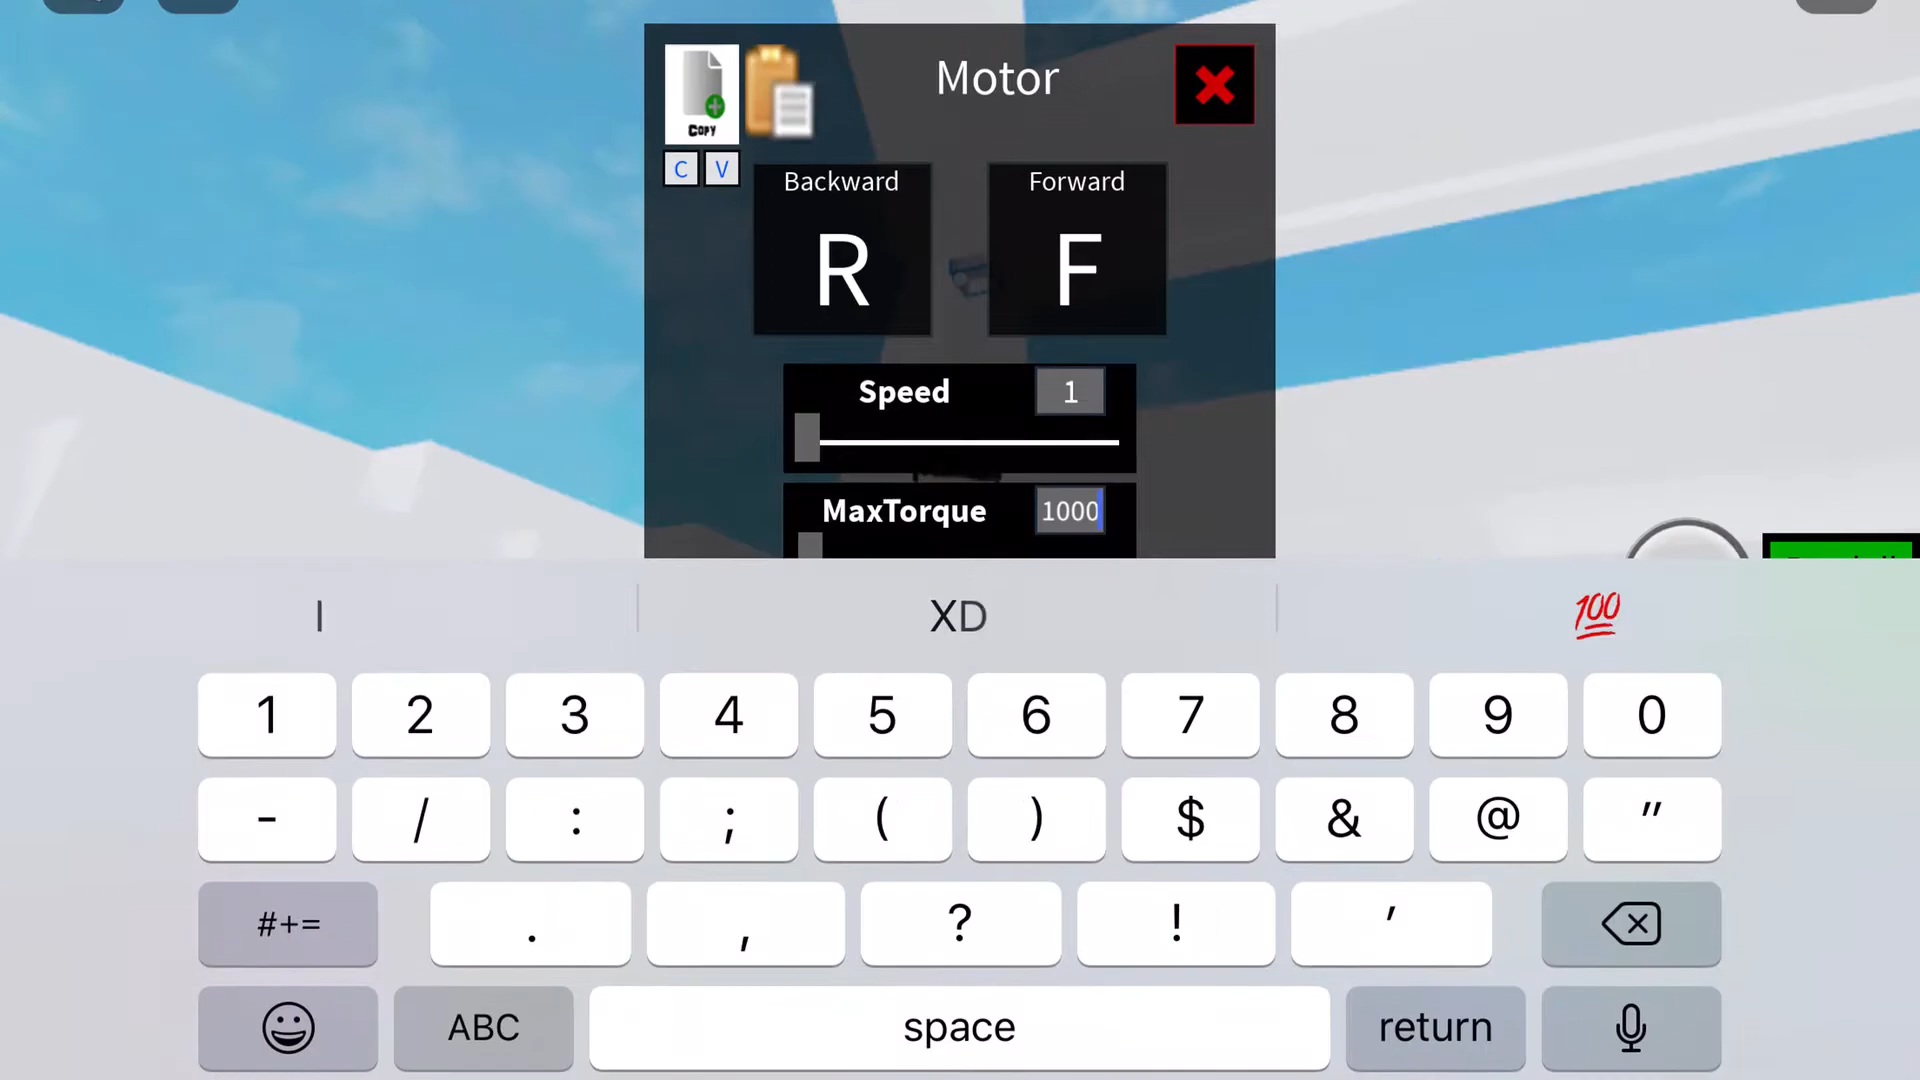 Motor
Copy
C V
Backward Forward
R F
Speed 1
MaxTorque 1000
I XD 💯
1 2 3 4 5 6 7 8 9 0
- / : ; ( ) $ & @ "
#+= . , ? ! '
ABC space return